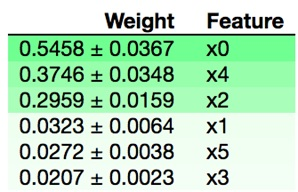 Weight Feature
0.5458 ± 0.0367 x0
0.3746 ± 0.0348 x4
0.2959 ± 0.0159 x2
0.0323 ± 0.0064 x1
0.0272 ± 0.0038 x5
0.0207 ± 0.0023 x3